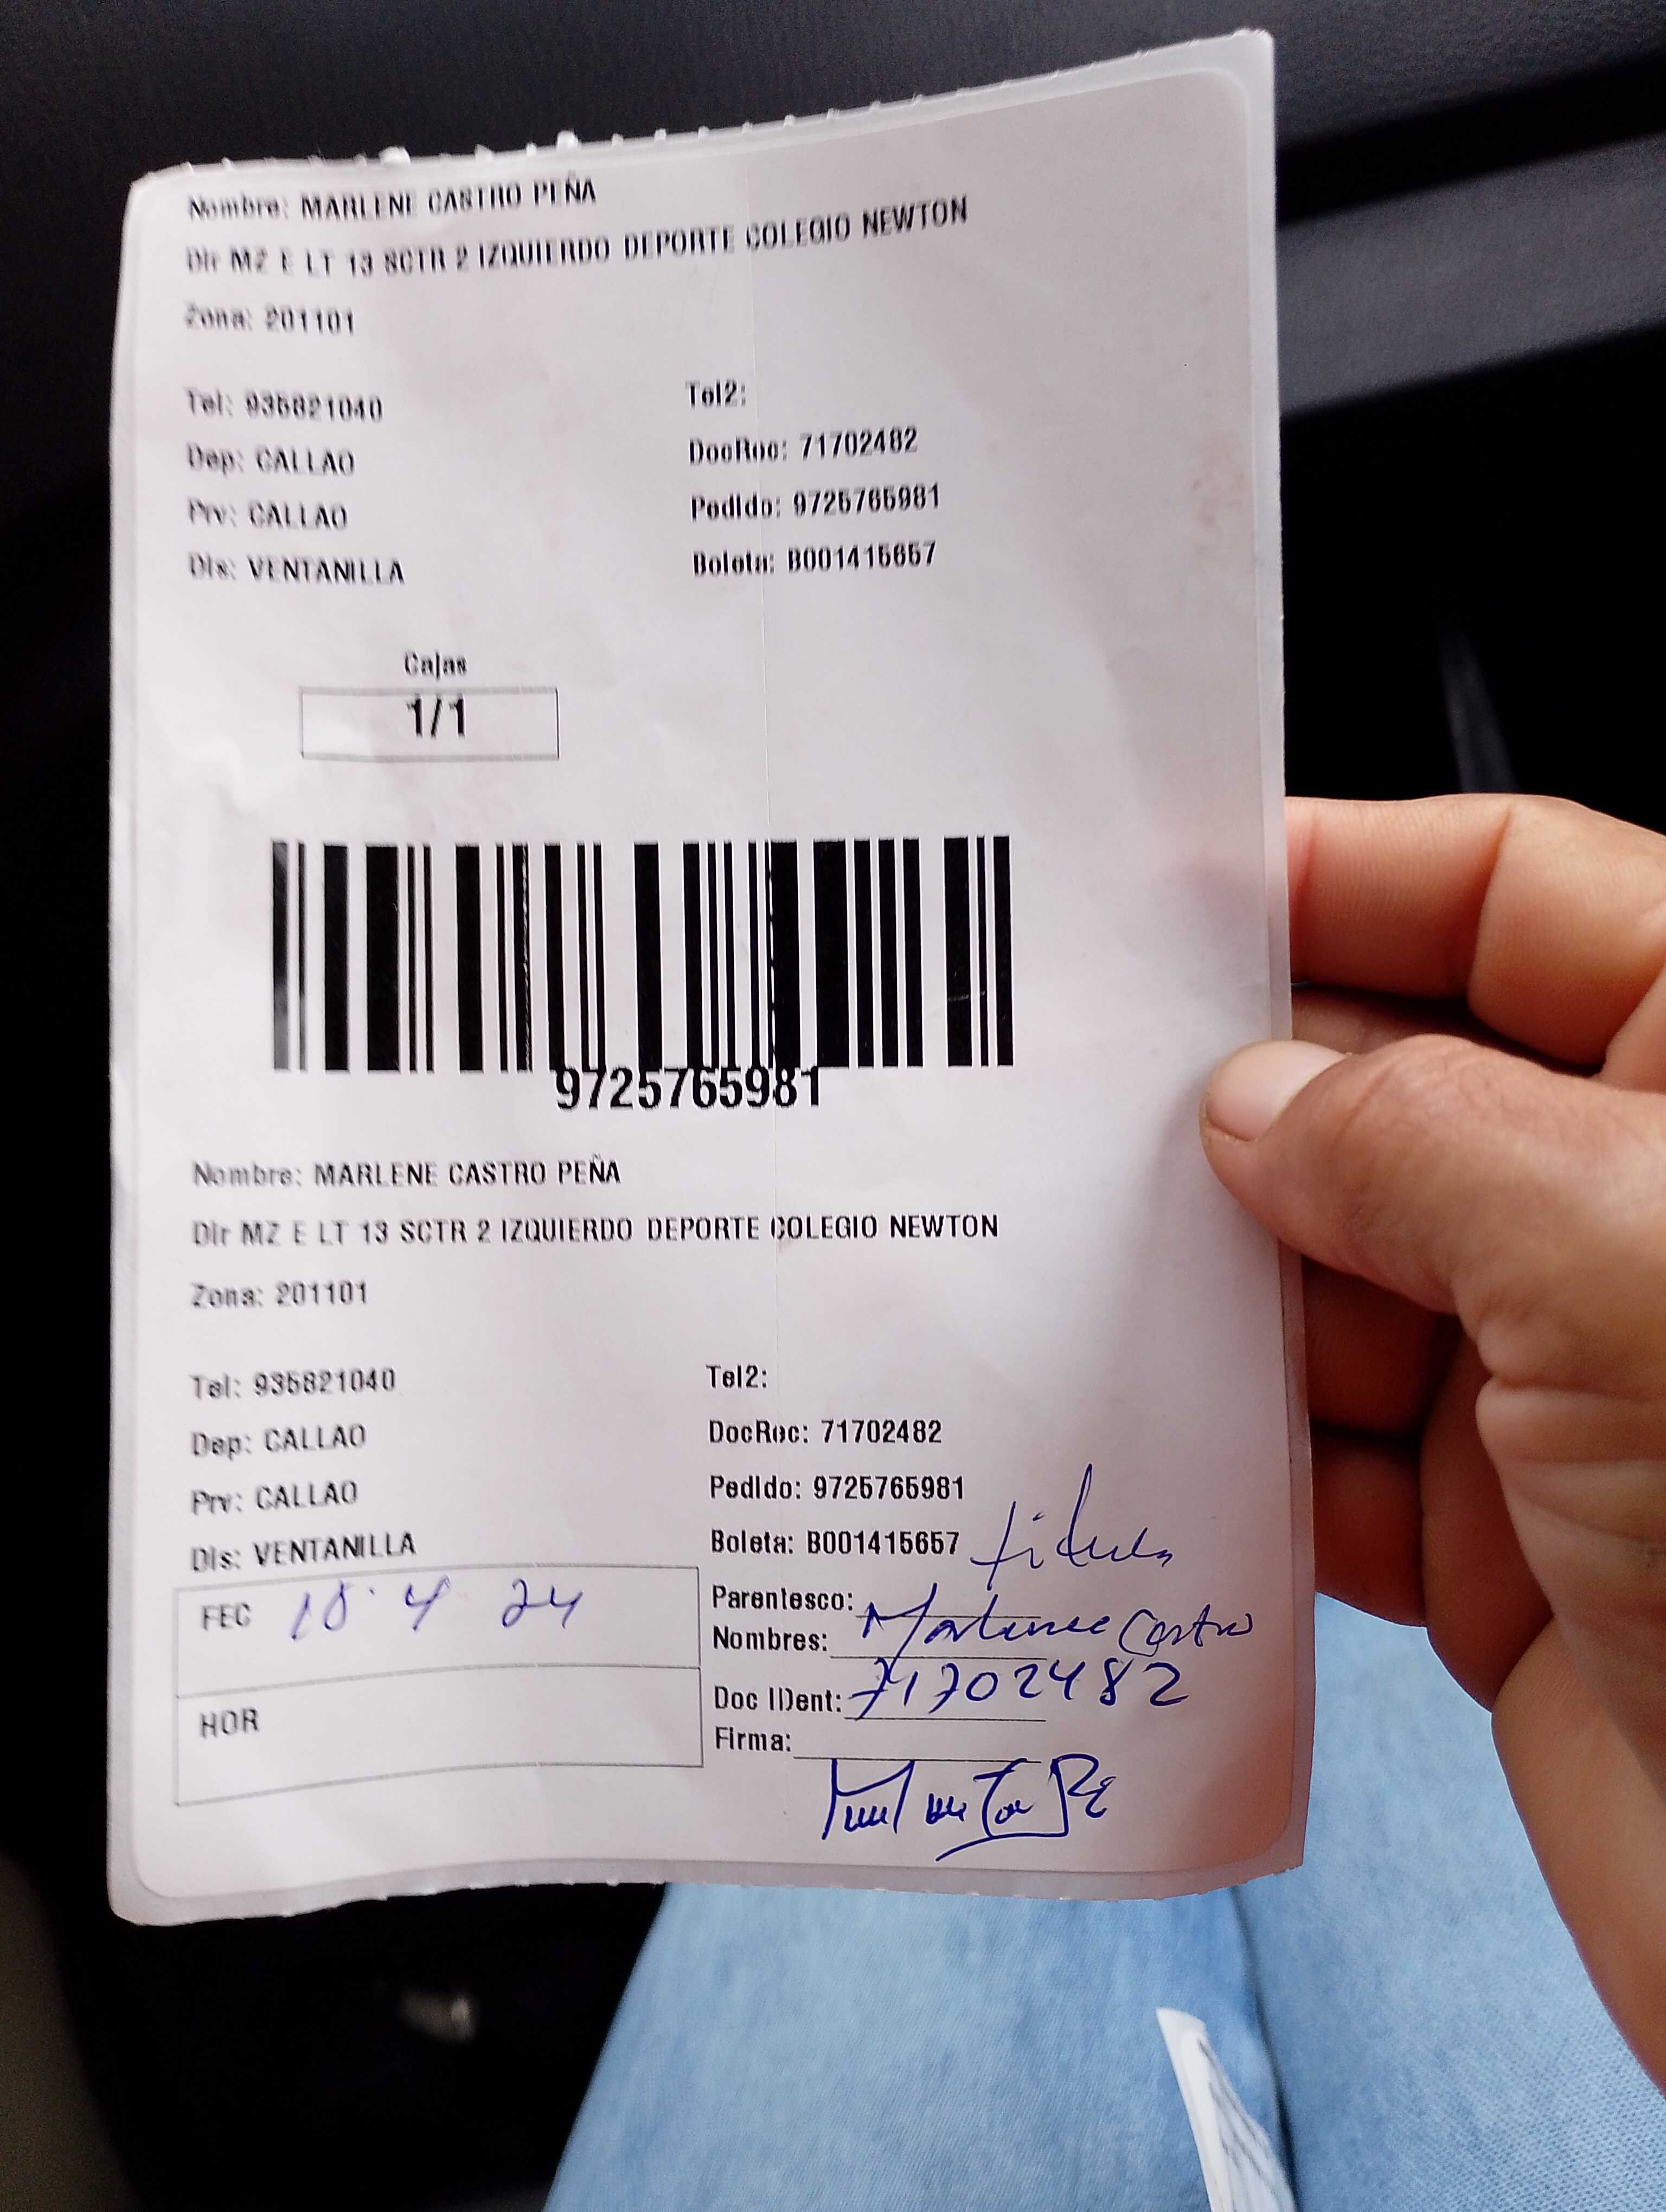 Nombre: MARLENE CASTRO PEÑA
Dir MZ E LT 13 SCTR 2 IZQUIERDO DEPORTE COLEGIO NEWTON
Zona: 201101
Tel: 935821040 Tel2:
Dep: CALLAO DocRec: 71702482
Prv: CALLAO Pedido: 9725765981
Dis: VENTANILLA Boleta: B001415657
Cajas
1/1
9725765981
Nombre: MARLENE CASTRO PEÑA
Dir MZ E LT 13 SCTR 2 IZQUIERDO DEPORTE COLEGIO NEWTON
Zona: 201101
Tel: 935821040 Tel2:
Dep: CALLAO DocRec: 71702482
Prv: CALLAO Pedido: 9725765981
Dis: VENTANILLA Boleta: B001415657
FEC 4 24 Parentesco:
Nombres: Marlene Castro
HOR Doc IDent: 71702482
Firma: